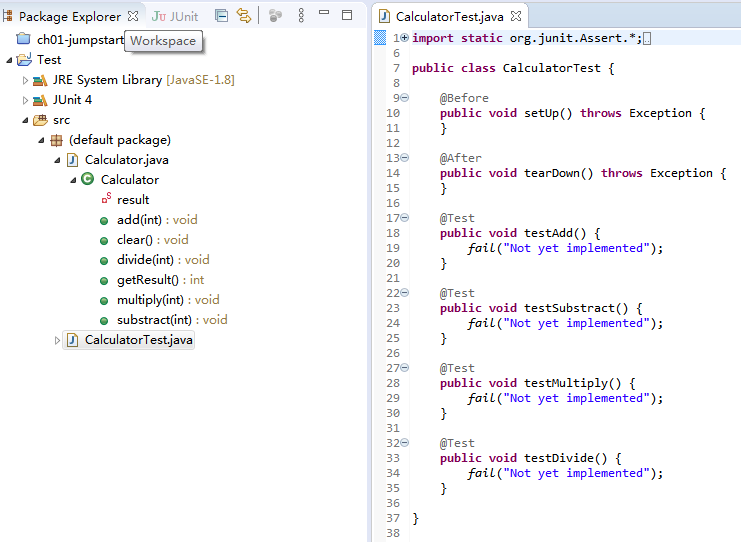 Package Explorer
JUnit
ch01-jumpstart
Workspace
Test
JRE System Library [JavaSE-1.8]
JUnit 4
src
(default package)
Calculator.java
Calculator
result
add(int) : void
clear() : void
divide(int) : void
getResult() : int
multiply(int) : void
substract(int) : void
CalculatorTest.java
CalculatorTest.java
1 import static org.junit.Assert.*;
6
7 public class CalculatorTest {
8
9 @Before
10 public void setUp() throws Exception {
11 }
12
13 @After
14 public void tearDown() throws Exception {
15 }
16
17 @Test
18 public void testAdd() {
19 fail("Not yet implemented");
20 }
21
22 @Test
23 public void testSubstract() {
24 fail("Not yet implemented");
25 }
26
27 @Test
28 public void testMultiply() {
29 fail("Not yet implemented");
30 }
31
32 @Test
33 public void testDivide() {
34 fail("Not yet implemented");
35 }
36
37 }
38